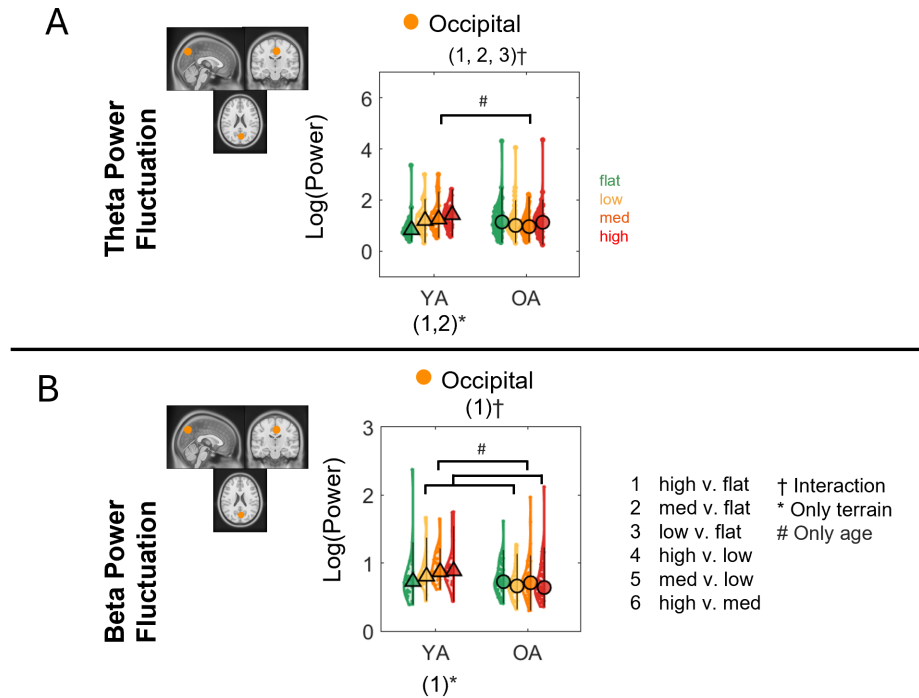 A
Occipital
(1, 2, 3)†
Theta Power
Fluctuation
Log(Power)
6
4
2
0
#
YA
OA
(1,2)*
flat
low
med
high
B
Occipital
(1)†
Beta Power
Fluctuation
Log(Power)
3
2
1
0
#
YA
OA
(1)*
1 high v. flat
2 med v. flat
3 low v. flat
4 high v. low
5 med v. low
6 high v. med
† Interaction
* Only terrain
# Only age